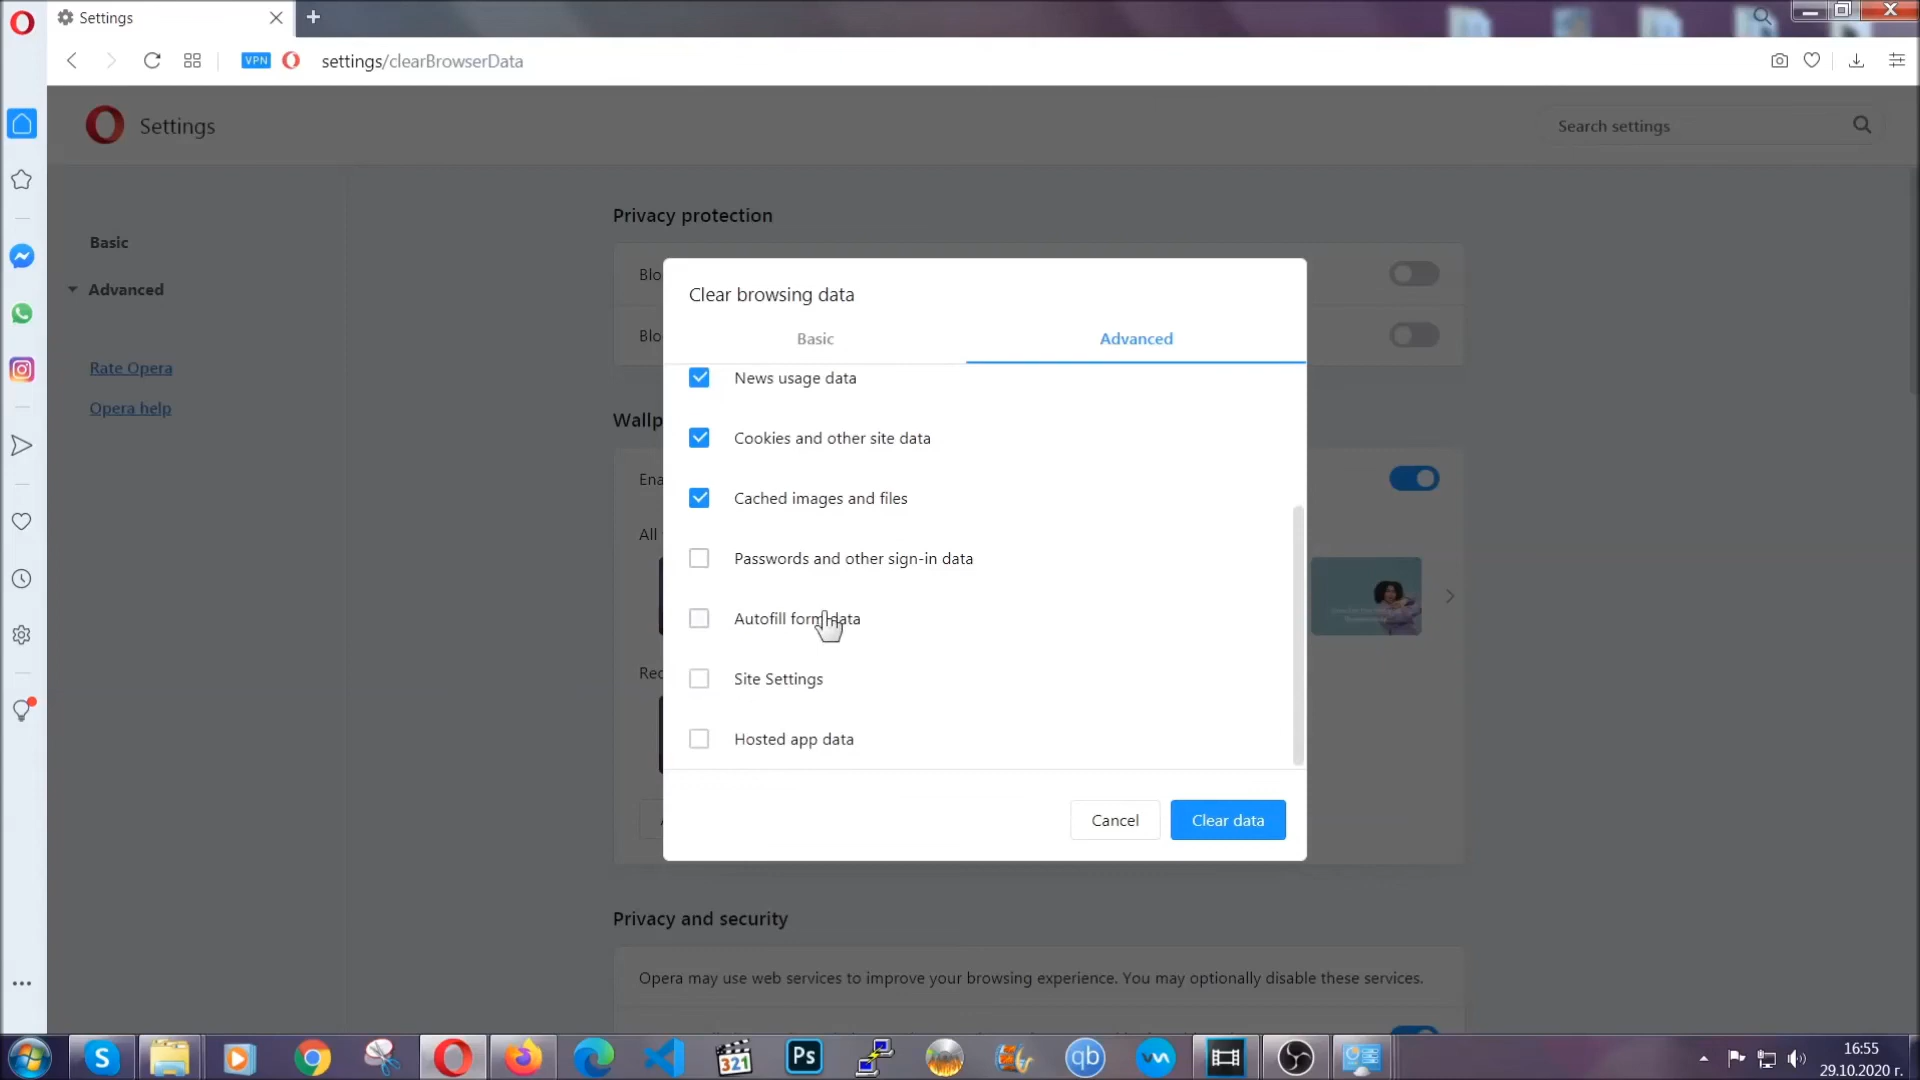 Settings
VPN
settings/clearBrowserData
Settings
Search settings
Basic
Advanced
Rate Opera
Opera help
Privacy protection
Blo
Blo
Wallp
Ena
All
Rec
Clear browsing data
Basic
Advanced
News usage data
Cookies and other site data
Cached images and files
Passwords and other sign-in data
Autofill form data
Site Settings
Hosted app data
Cancel
Clear data
Privacy and security
Opera may use web services to improve your browsing experience. You may optionally disable these services.
S
321
Ps
qb
16:55
29.10.2020 г.